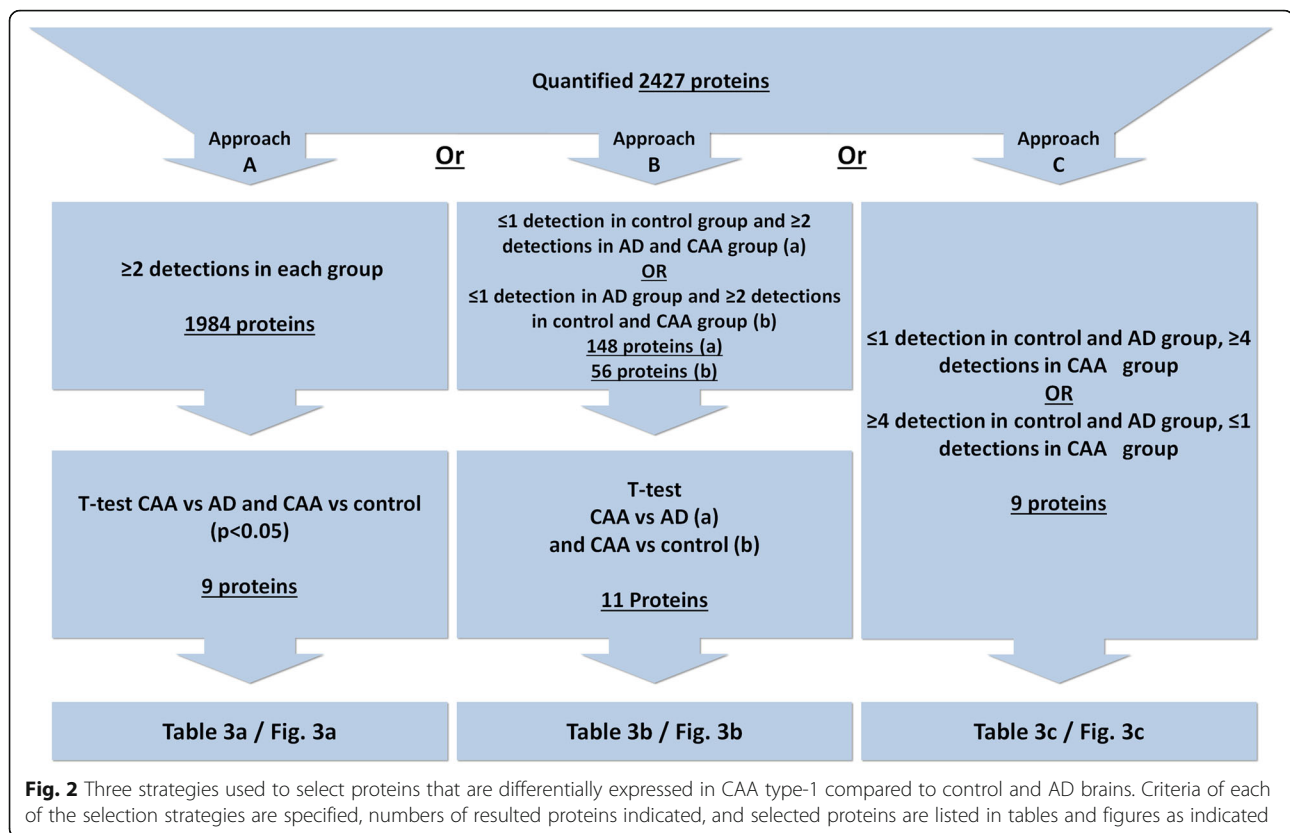 Quantified 2427 proteins
Approach
A
Or
Approach
B
Or
Approach
C
≥2 detections in each group
1984 proteins
≤1 detection in control group and ≥2
detections in AD and CAA group (a)
OR
≤1 detection in AD group and ≥2 detections
in control and CAA group (b)
148 proteins (a)
56 proteins (b)
≤1 detection in control and AD group, ≥4
detections in CAA group
OR
≥4 detection in control and AD group, ≤1
detections in CAA group
9 proteins
T-test CAA vs AD and CAA vs control
(p<0.05)
9 proteins
T-test
CAA vs AD (a)
and CAA vs control (b)
11 Proteins
Table 3a / Fig. 3a
Table 3b / Fig. 3b
Table 3c / Fig. 3c
Fig. 2 Three strategies used to select proteins that are differentially expressed in CAA type-1 compared to control and AD brains. Criteria of each
of the selection strategies are specified, numbers of resulted proteins indicated, and selected proteins are listed in tables and figures as indicated